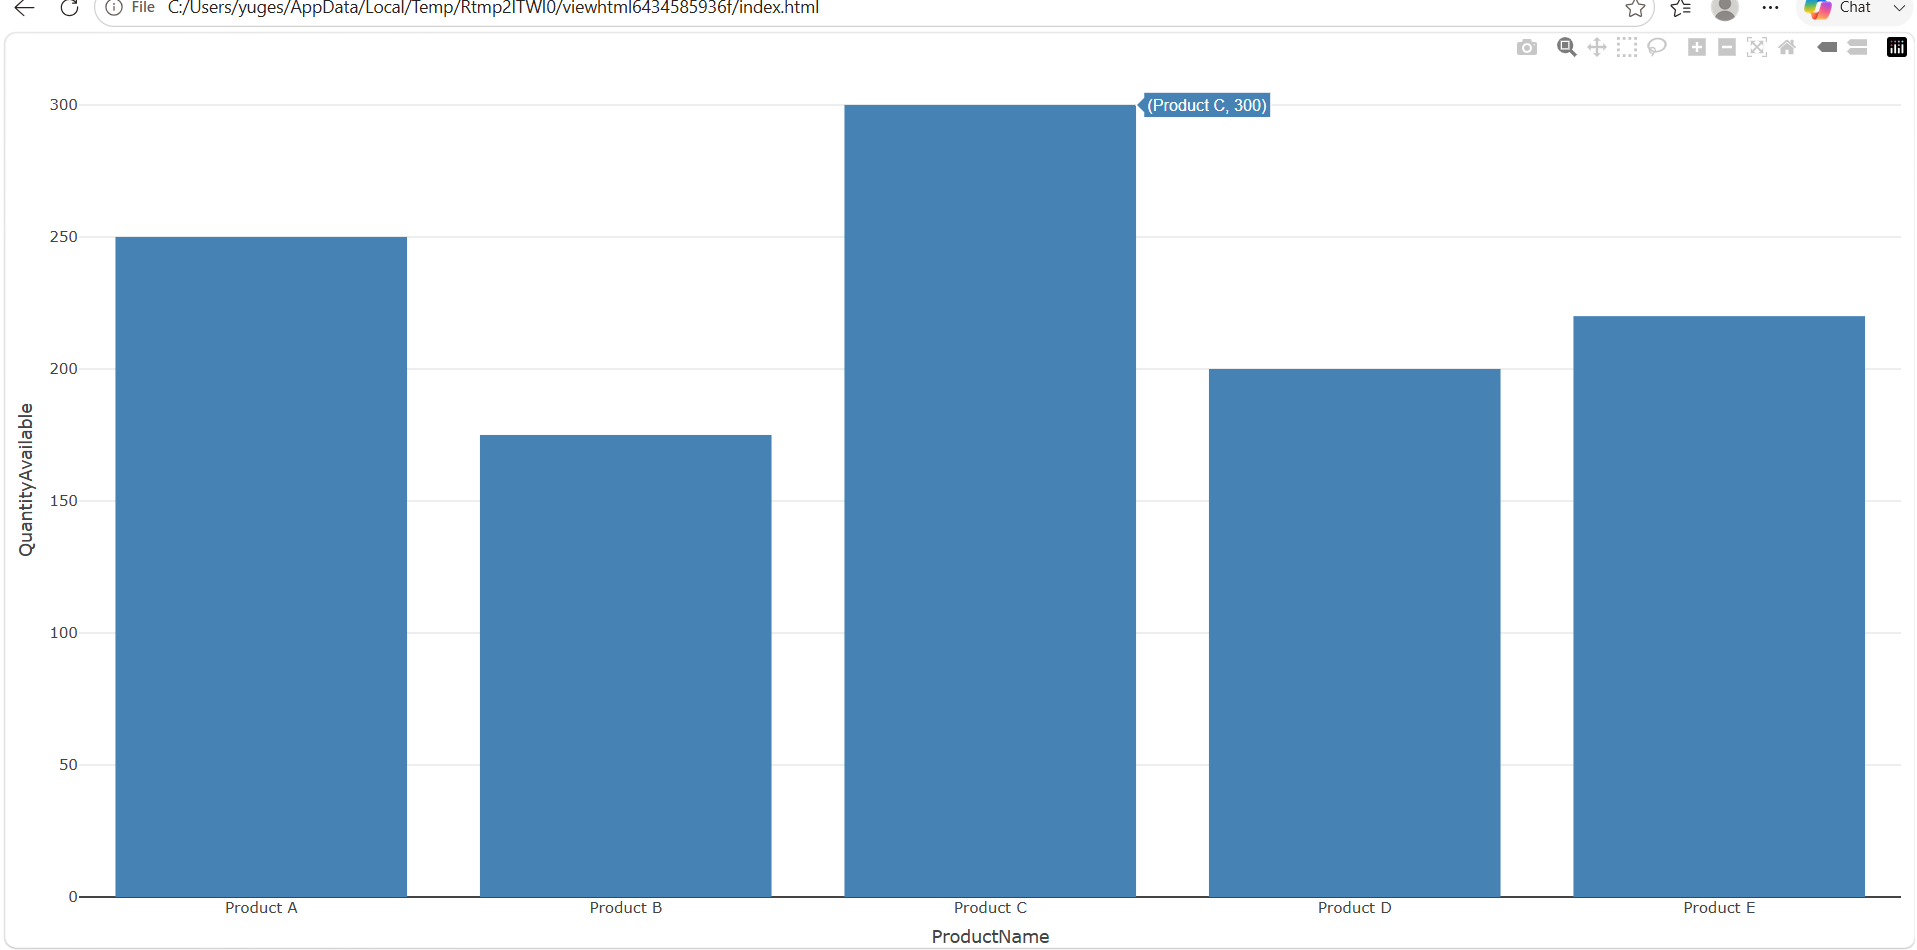 File C:/Users/yuges/AppData/Local/Temp/Rtmp2ITWI0/viewhtml6434585936f/index.html
Chat
300
(Product C, 300)
250
200
150
100
50
0
QuantityAvailable
Product A Product B Product C Product D Product E
ProductName